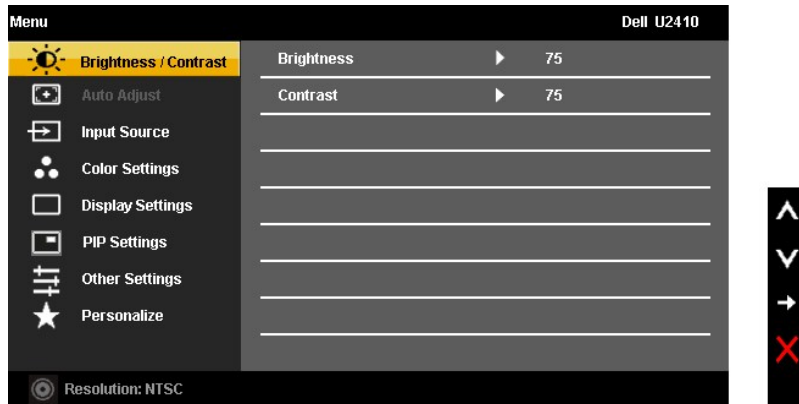 Menu Dell U2410
Brightness / Contrast Brightness 75
Auto Adjust Contrast 75
Input Source
Color Settings
Display Settings
PIP Settings
Other Settings
Personalize
Resolution: NTSC